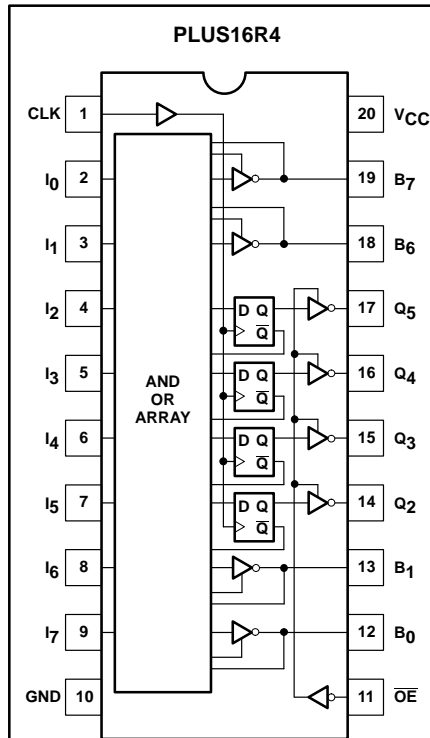 PLUS16R4
CLK 1 20 VCC
I0 2 19 B7
I1 3 18 B6
I2 4 D Q 17 Q5
Q̅
I3 5 D Q 16 Q4
Q̅
AND
OR
ARRAY
I4 6 D Q 15 Q3
Q̅
I5 7 D Q 14 Q2
Q̅
I6 8 13 B1
I7 9 12 B0
GND 10 11 O̅E̅